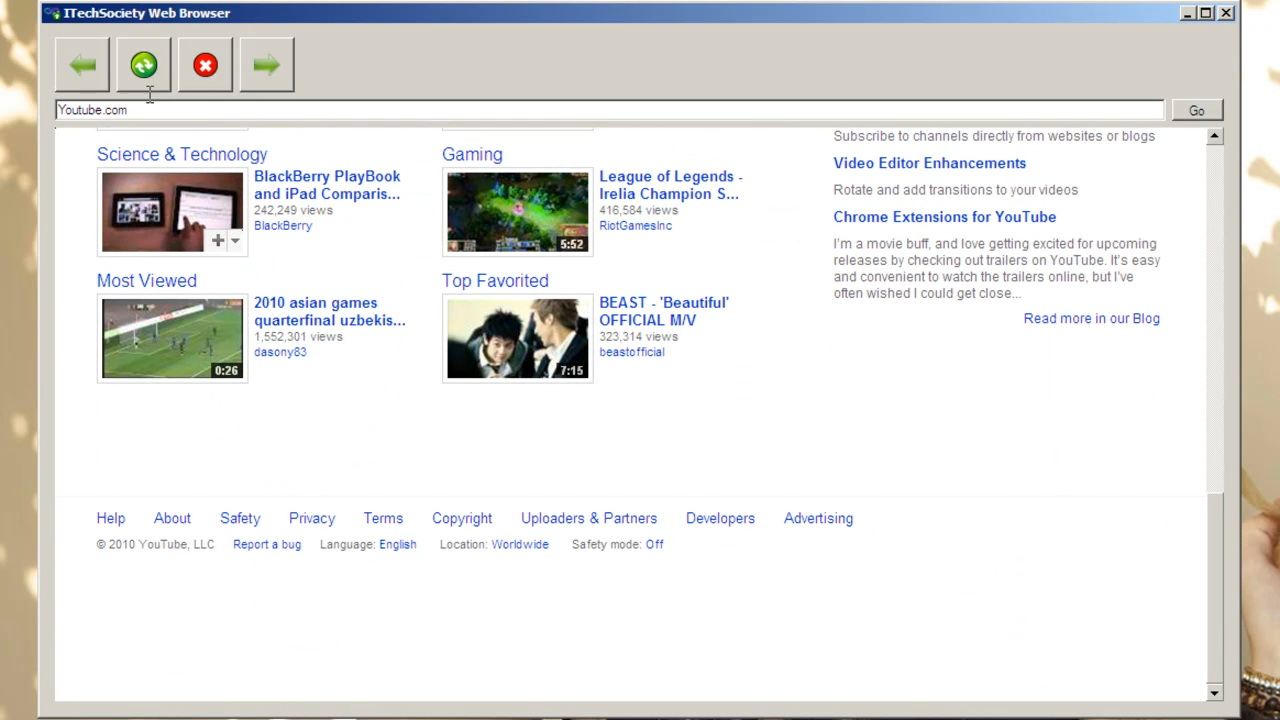 ITechSociety Web Browser
Youtube.com
Go
Science & Technology
BlackBerry PlayBook
and iPad Comparis...
242,249 views
BlackBerry
Gaming
5:52
League of Legends -
Irelia Champion S...
416,584 views
RiotGamesInc
Most Viewed
0:26
2010 asian games
quarterfinal uzbekis...
1,552,301 views
dasony83
Top Favorited
7:15
BEAST - 'Beautiful'
OFFICIAL M/V
323,314 views
beastofficial
Subscribe to channels directly from websites or blogs
Video Editor Enhancements
Rotate and add transitions to your videos
Chrome Extensions for YouTube
I'm a movie buff, and love getting excited for upcoming
releases by checking out trailers on YouTube. It's easy
and convenient to watch the trailers online, but I've
often wished I could get close...
Read more in our Blog
Help About Safety Privacy Terms Copyright Uploaders & Partners Developers Advertising
© 2010 YouTube, LLC Report a bug Language: English Location: Worldwide Safety mode: Off